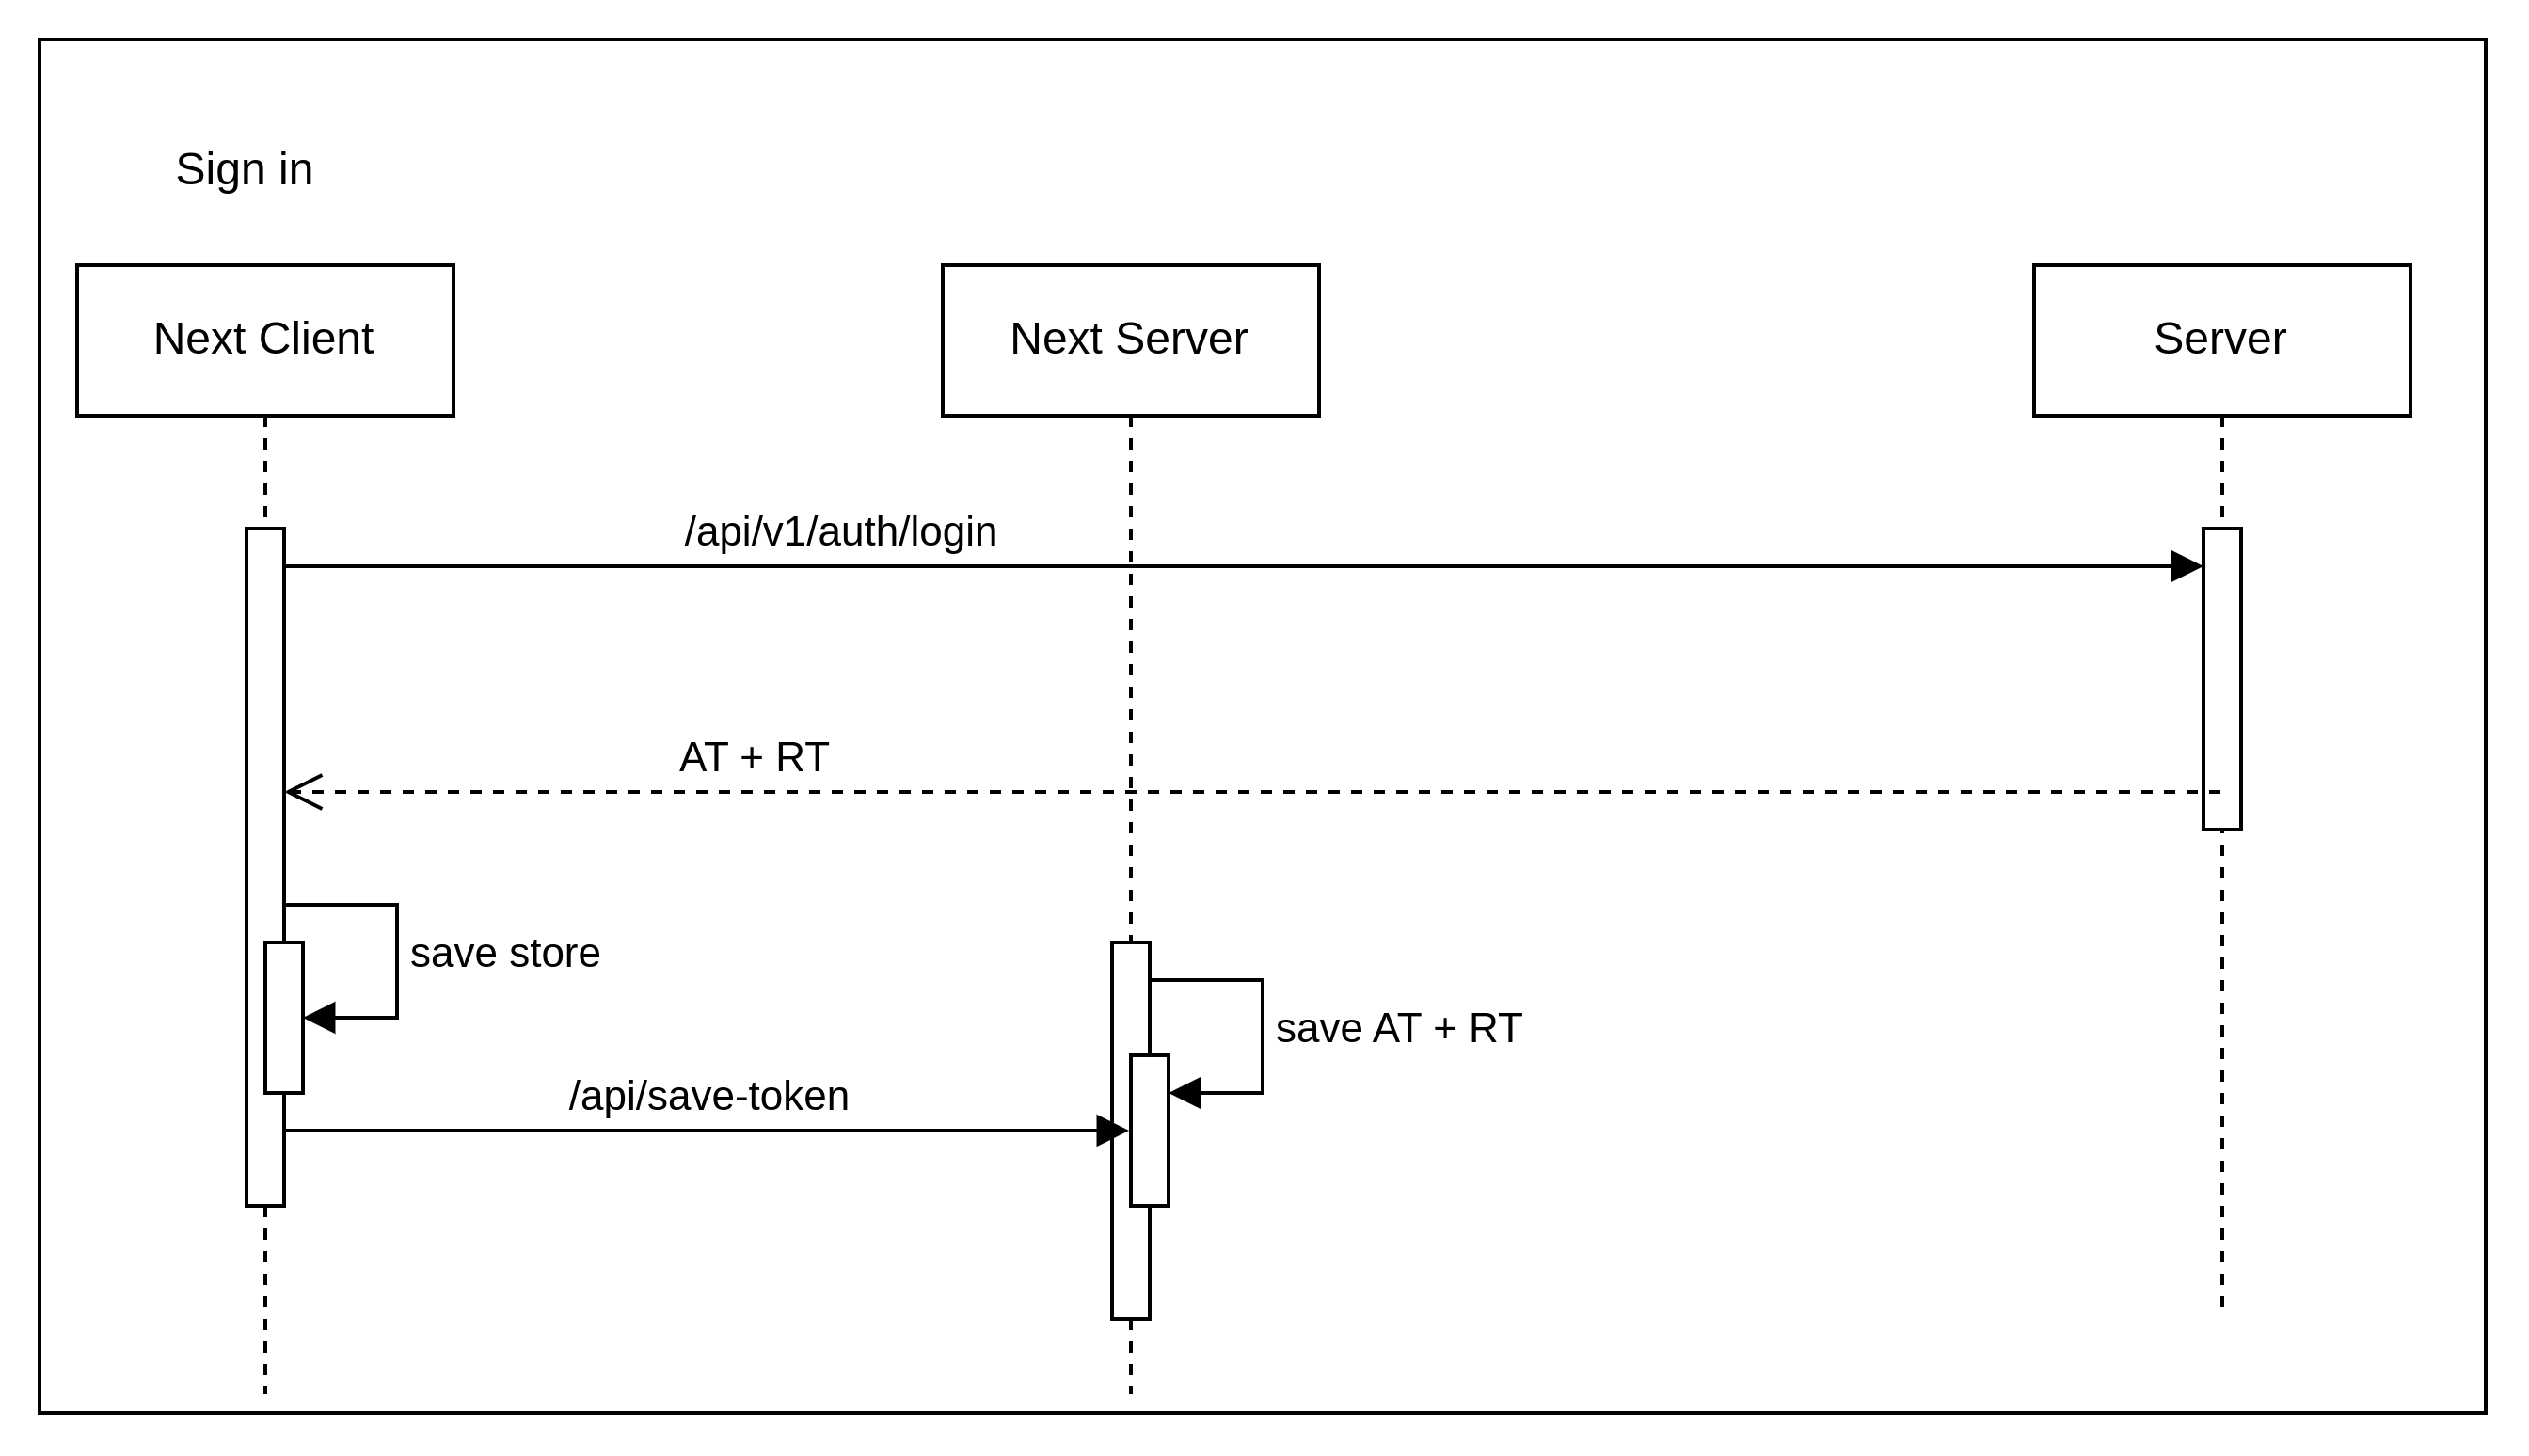 Sign in
Next Client
Next Server
Server
/api/v1/auth/login
AT + RT
save store
save AT + RT
/api/save-token